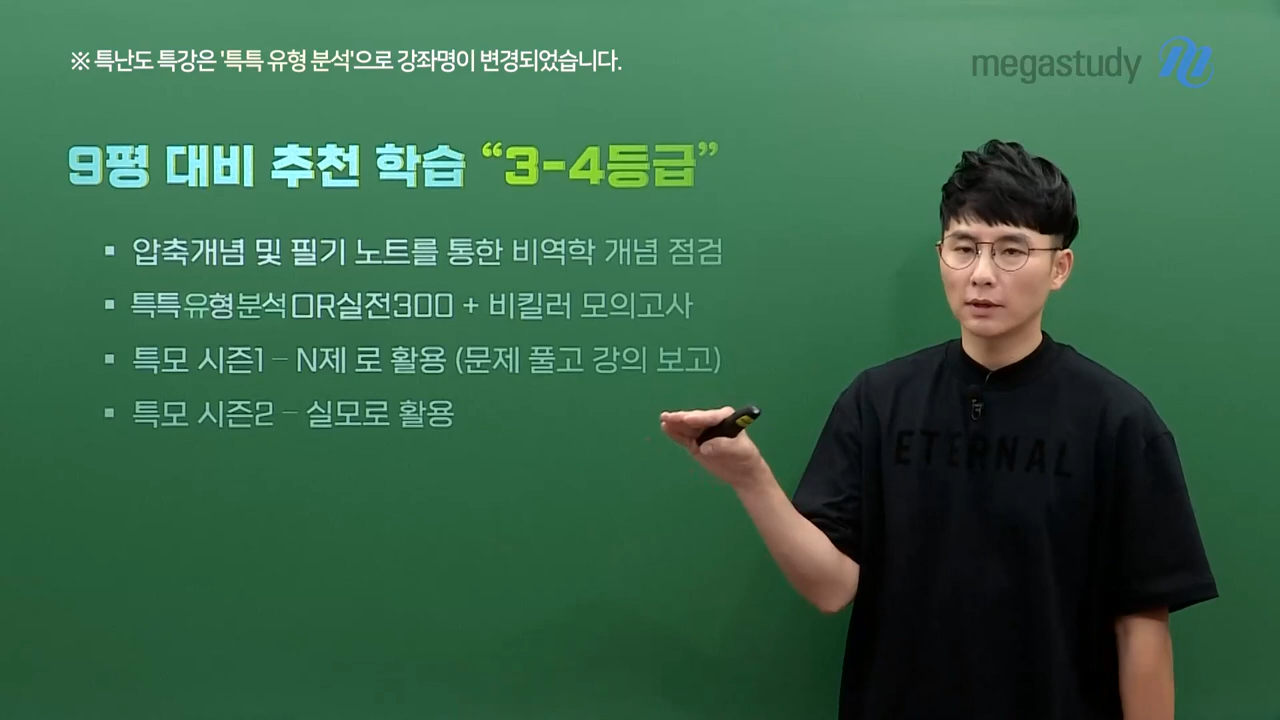 ※ 특난도 특강은 '특특 유형 분석'으로 강좌명이 변경되었습니다.
megastudy
9평 대비 추천 학습 “3-4등급”
▪ 압축개념 및 필기 노트를 통한 비역학 개념 점검
▪ 특특유형분석OR실전300 + 비킬러 모의고사
▪ 특모 시즌1 – N제 로 활용 (문제 풀고 강의 보고)
▪ 특모 시즌2 – 실모로 활용
ETERNAL